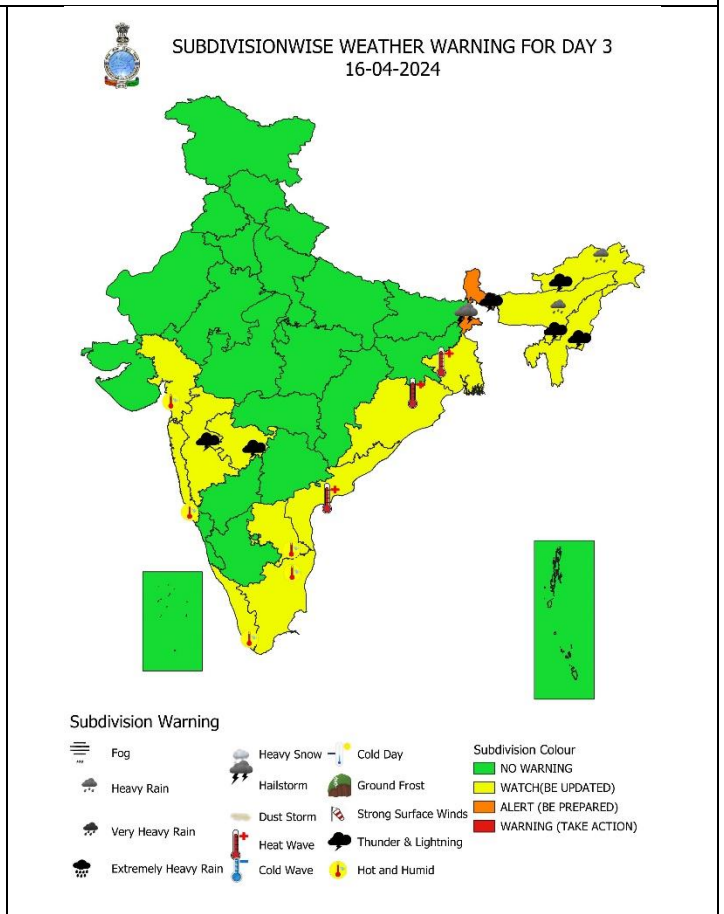 SUBDIVISIONWISE WEATHER WARNING FOR DAY 3
16-04-2024
Subdivision Warning
Fog
Heavy Rain
Very Heavy Rain
Extremely Heavy Rain
Heavy Snow
Hailstorm
Dust Storm
Heat Wave
Cold Wave
Cold Day
Ground Frost
Strong Surface Winds
Thunder & Lightning
Hot and Humid
Subdivision Colour
NO WARNING
WATCH(BE UPDATED)
ALERT (BE PREPARED)
WARNING (TAKE ACTION)